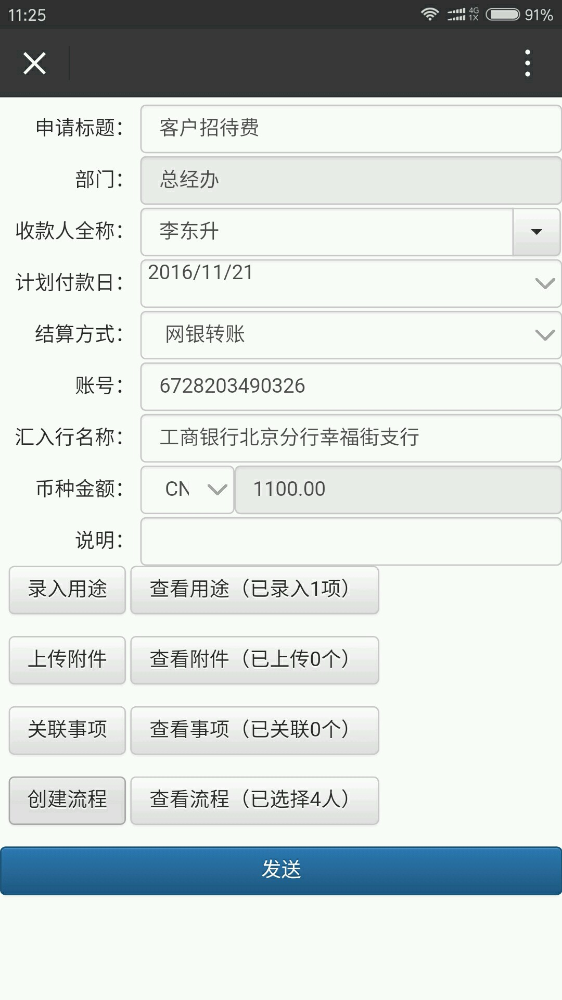 11:25 4G 1X 91%
申请标题： 客户招待费
部门： 总经办
收款人全称： 李东升
计划付款日： 2016/11/21
结算方式： 网银转账
账号： 6728203490326
汇入行名称： 工商银行北京分行幸福街支行
币种金额： CN 1100.00
说明：
录入用途 查看用途（已录入1项）
上传附件 查看附件（已上传0个）
关联事项 查看事项（已关联0个）
创建流程 查看流程（已选择4人）
发送